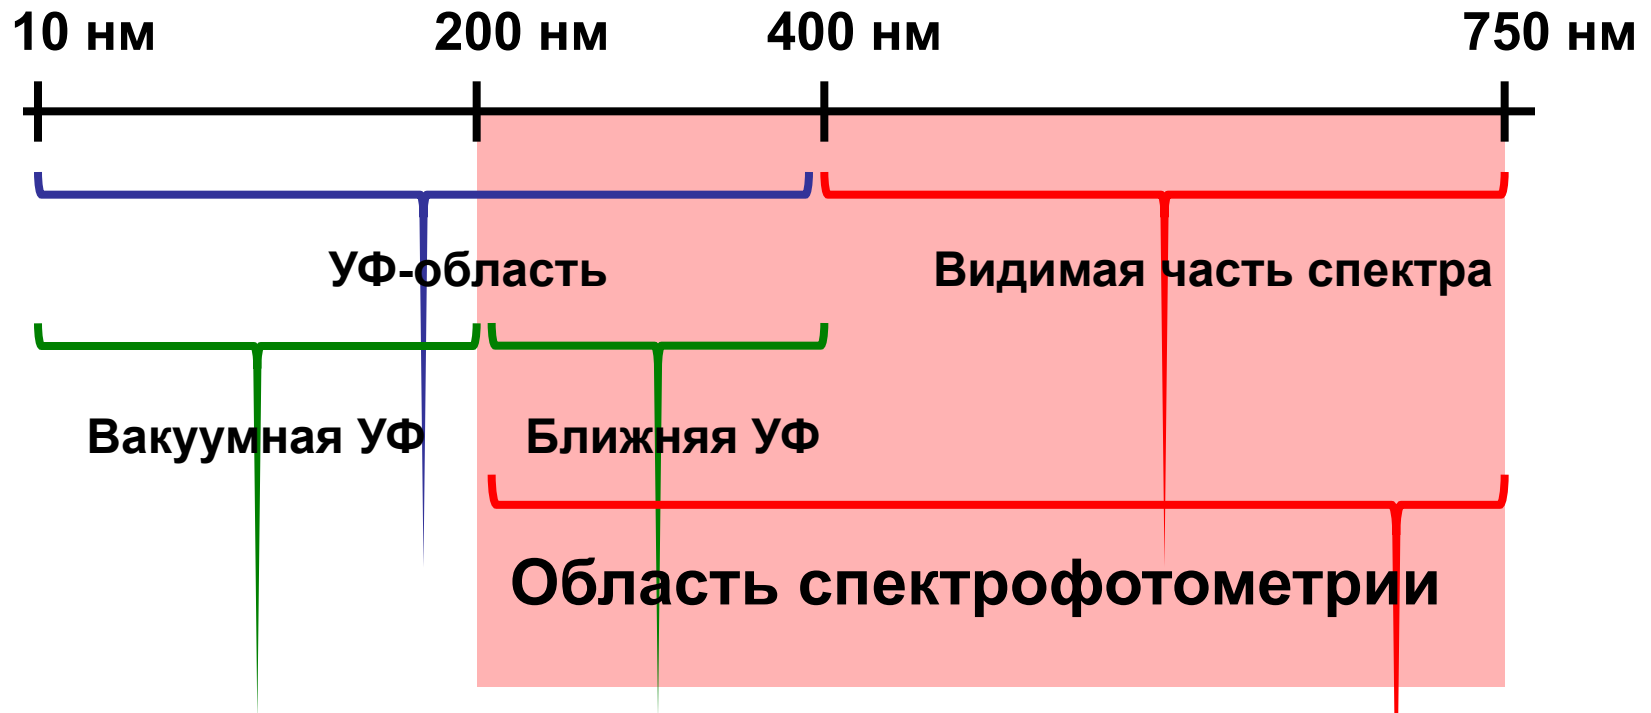 10 нм 200 нм 400 нм 750 нм
УФ-область Видимая часть спектра
Вакуумная УФ Ближняя УФ
Область спектрофотометрии